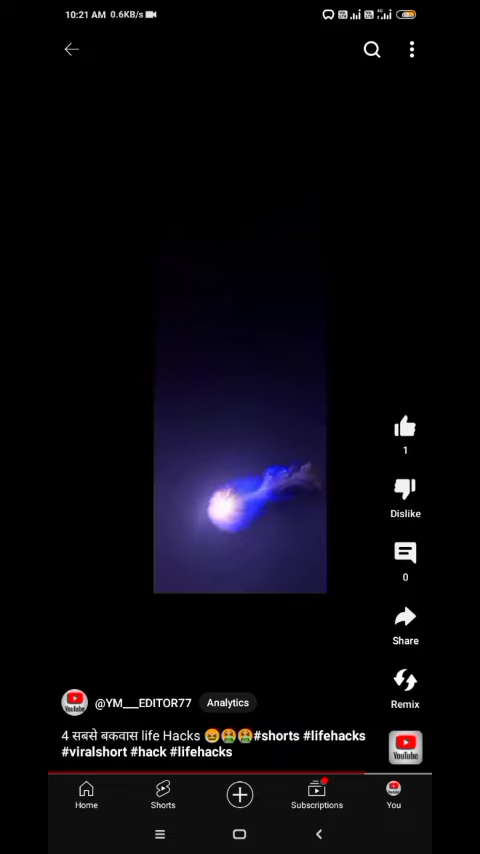 10:21 AM 0.6KB/s
1
Dislike
0
Share
Remix
@YM___EDITOR77 Analytics
4 सबसे बकवास life Hacks 😖🤮🤮#shorts #lifehacks
#viralshort #hack #lifehacks
YouTube
Home Shorts Subscriptions You